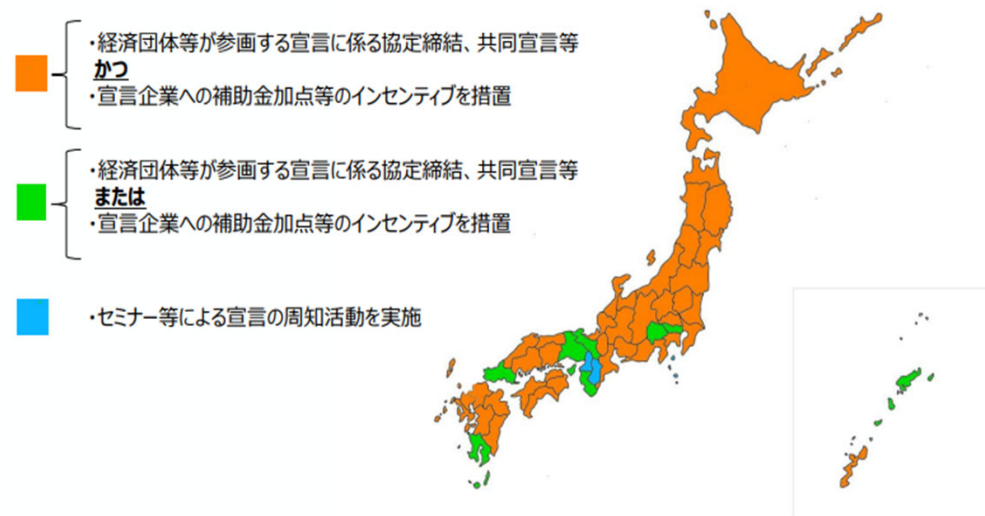 ・経済団体等が参画する宣言に係る協定締結、共同宣言等
かつ
・宣言企業への補助金加点等のインセンティブを措置
・経済団体等が参画する宣言に係る協定締結、共同宣言等
または
・宣言企業への補助金加点等のインセンティブを措置
・セミナー等による宣言の周知活動を実施